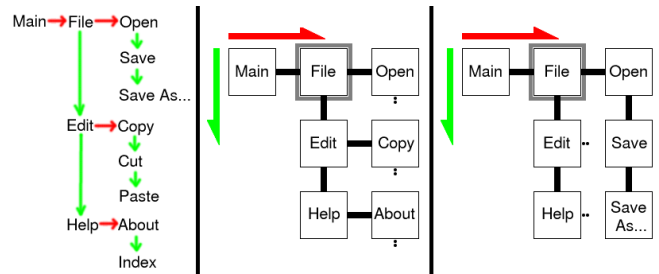 Main File Open
Save
Save As...
Edit Copy
Cut
Paste
Help About
Index
Main File Open
Edit Copy
Help About
Main File Open
Edit Save
Help Save
As...